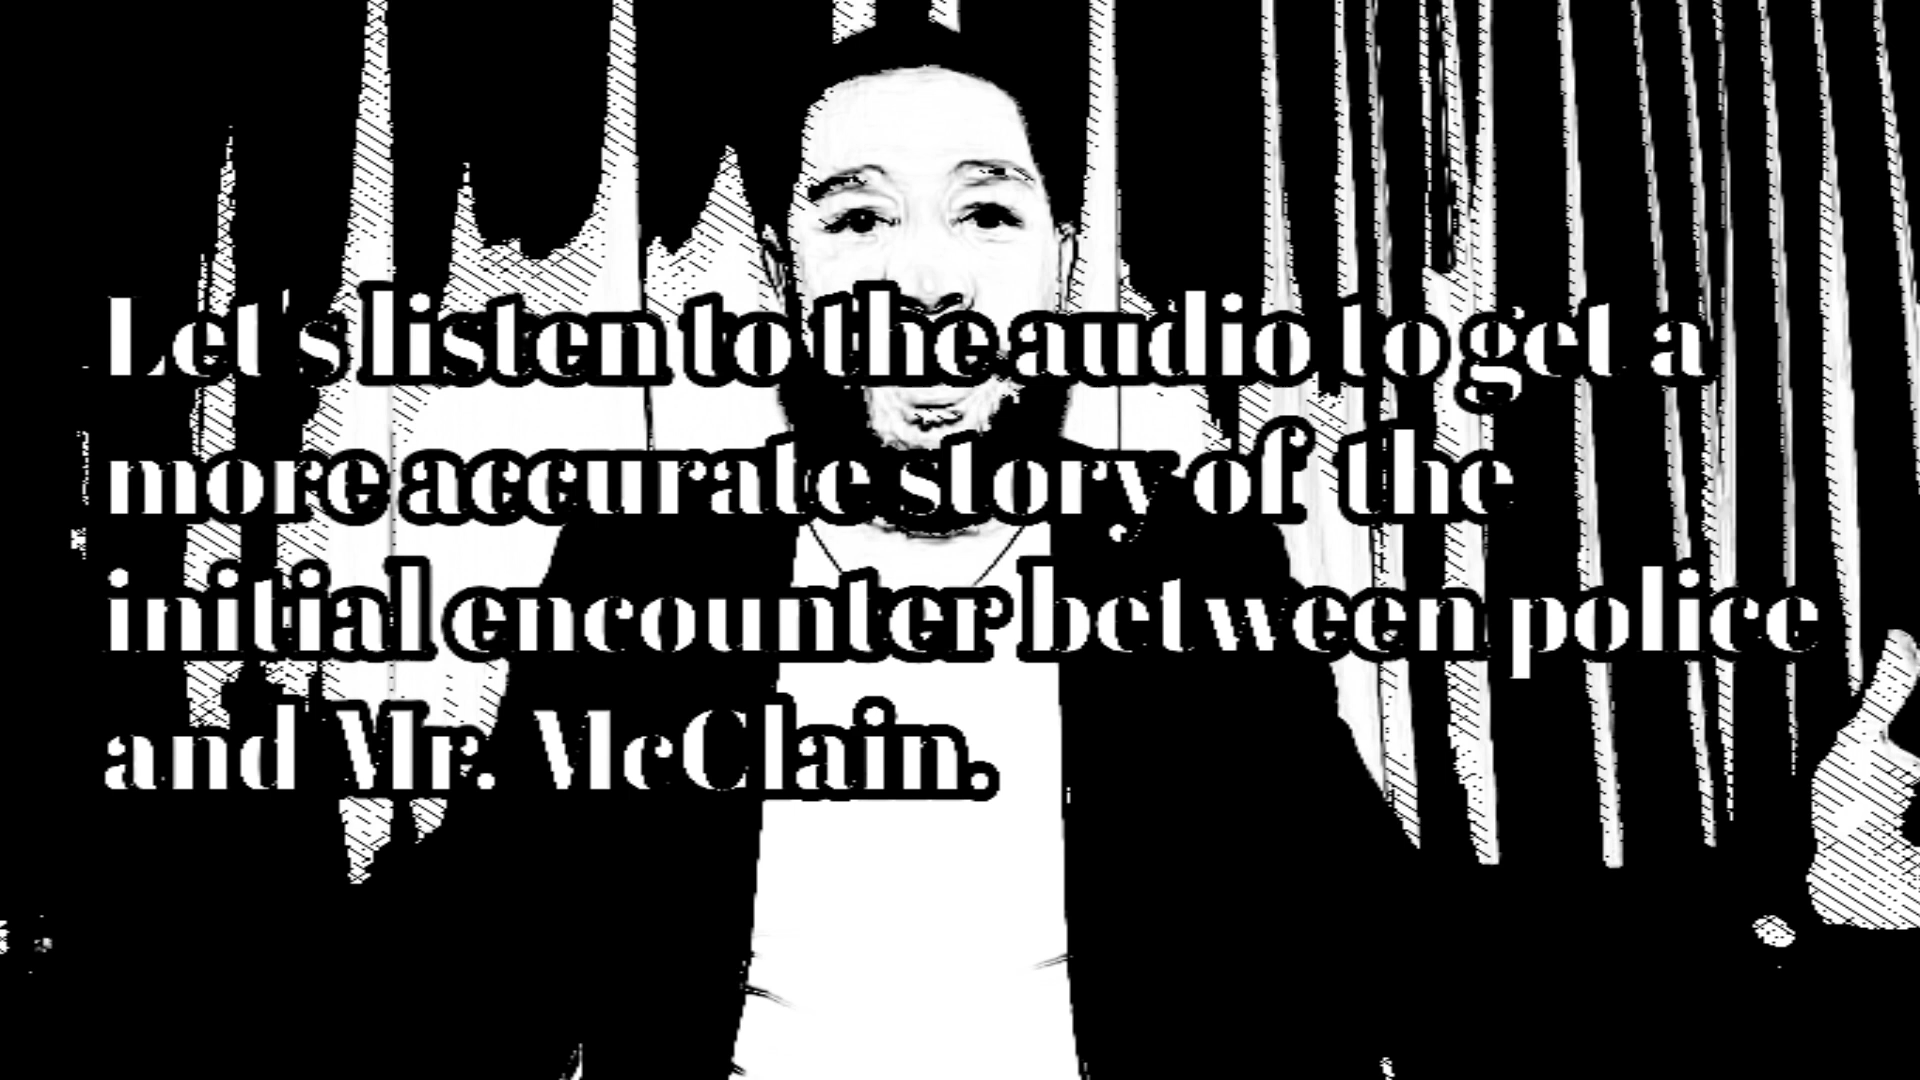 Let's listen to the audio to get a
more accurate story of the
initial encounter between police
and Mr. McClain.